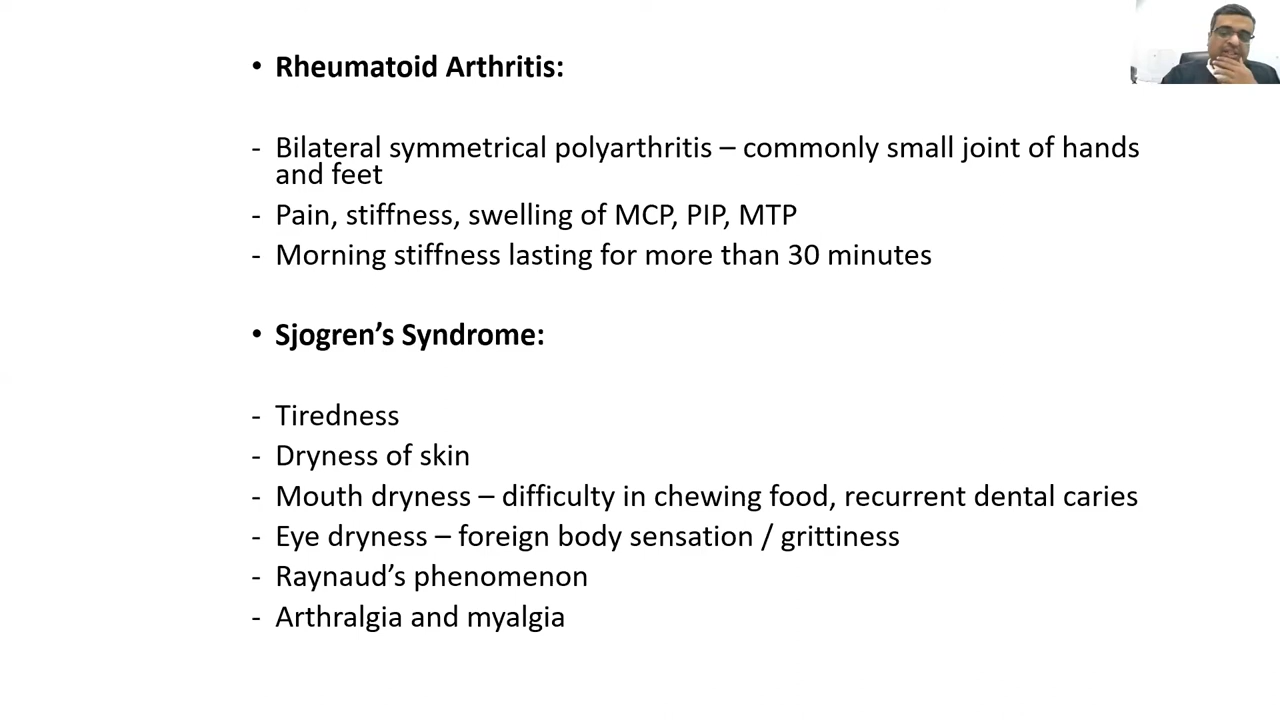 • Rheumatoid Arthritis:
- Bilateral symmetrical polyarthritis – commonly small joint of hands
and feet
- Pain, stiffness, swelling of MCP, PIP, MTP
- Morning stiffness lasting for more than 30 minutes
• Sjogren’s Syndrome:
- Tiredness
- Dryness of skin
- Mouth dryness – difficulty in chewing food, recurrent dental caries
- Eye dryness – foreign body sensation / grittiness
- Raynaud’s phenomenon
- Arthralgia and myalgia